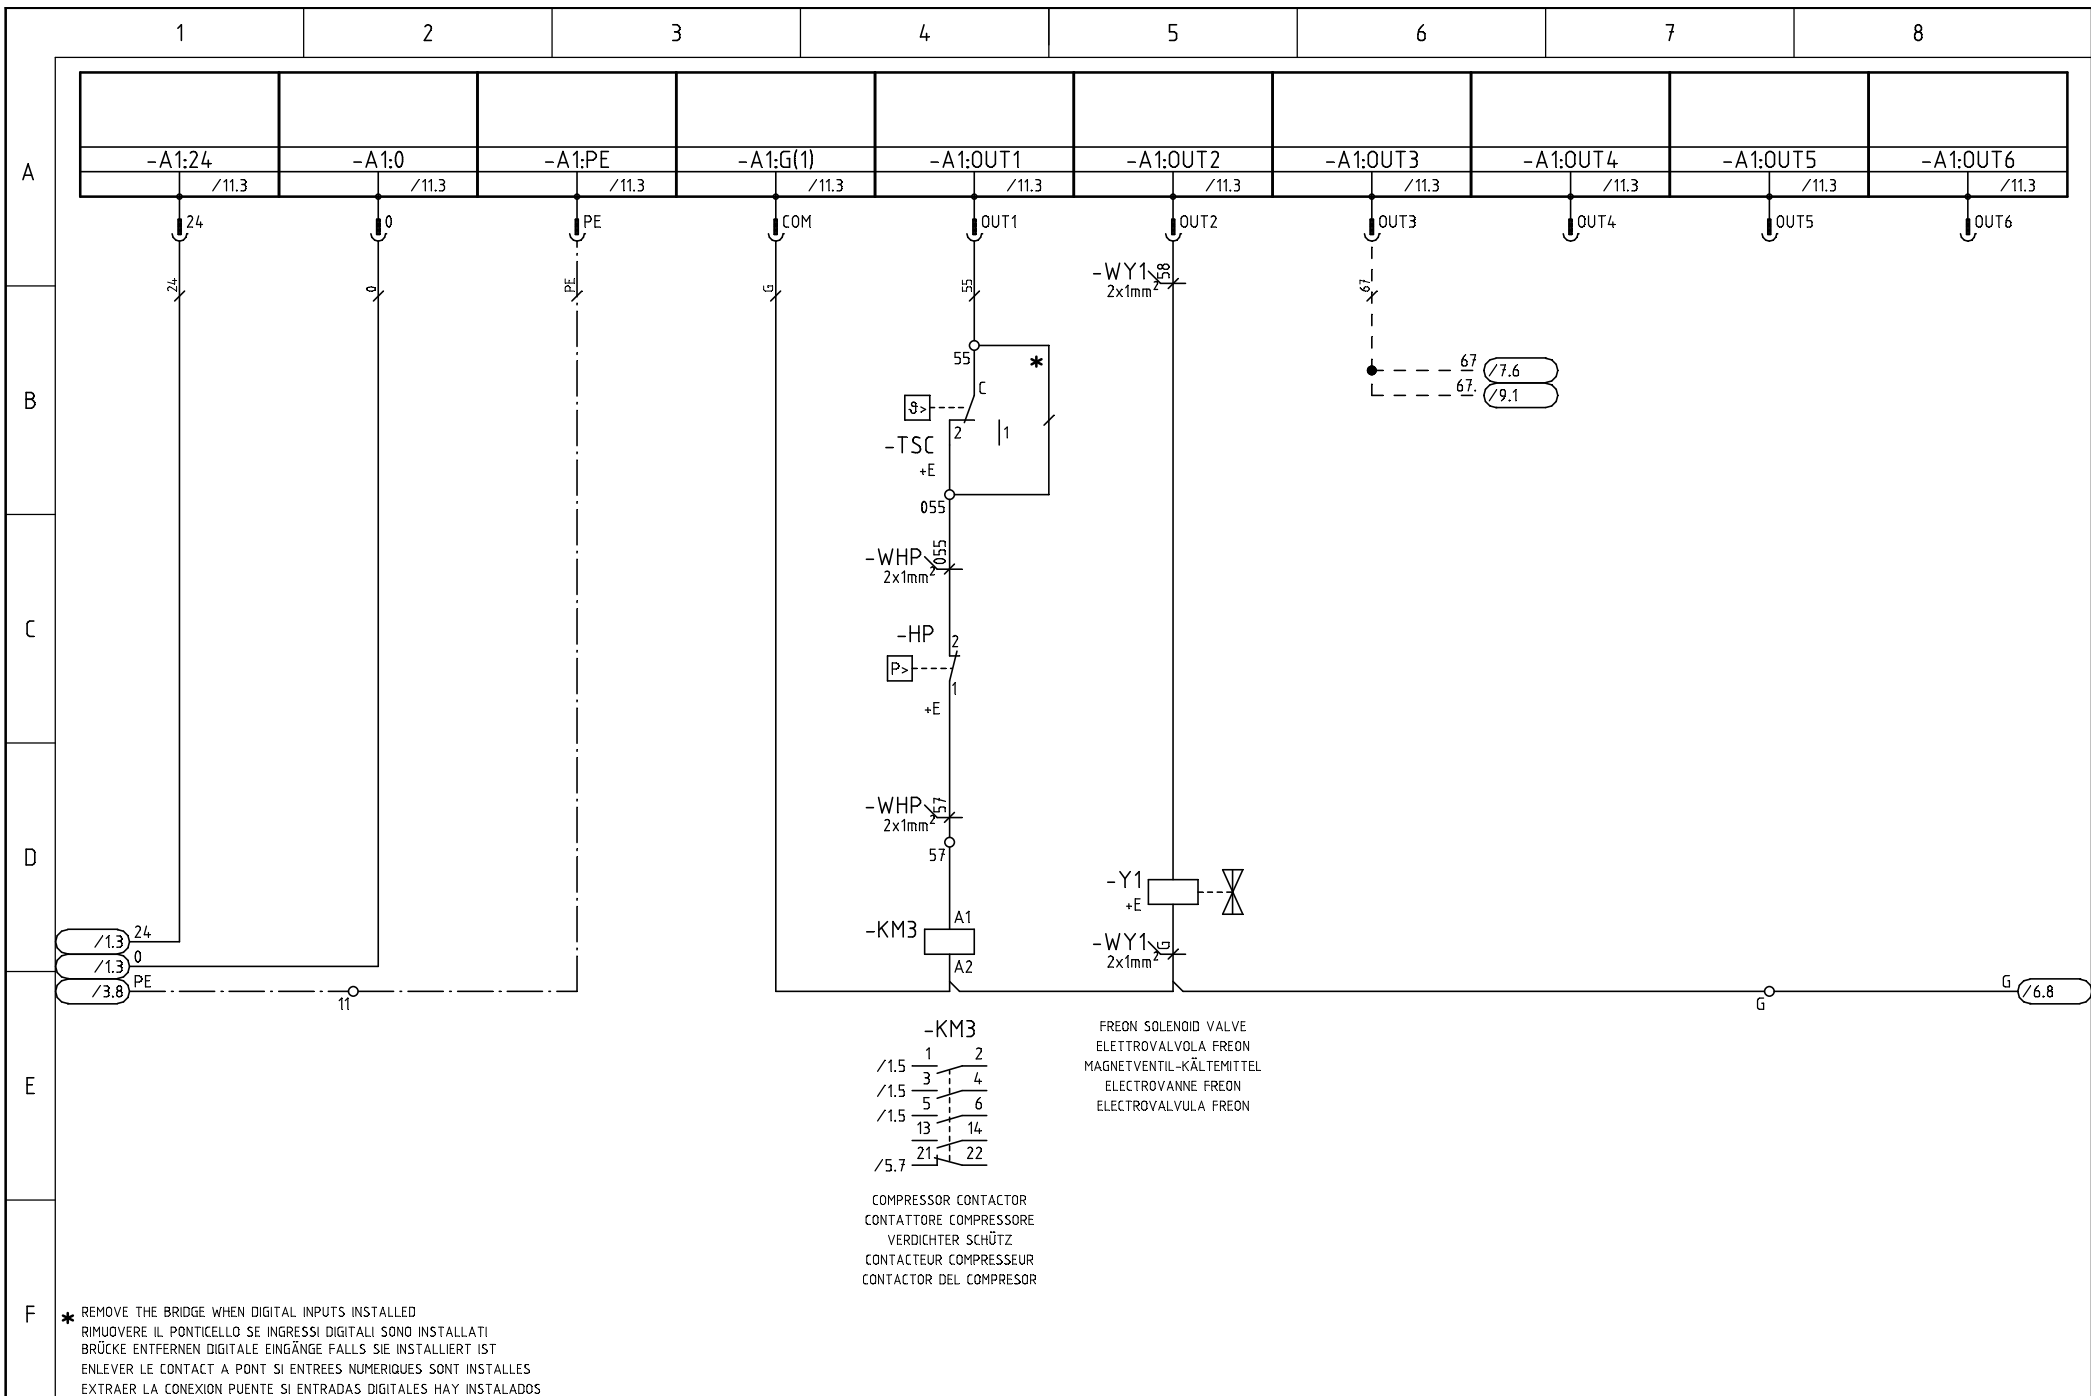 1 2 3 4 5 6 7 8
A
-A1:24 -A1:0 -A1:PE -A1:G(1) -A1:OUT1 -A1:OUT2 -A1:OUT3 -A1:OUT4 -A1:OUT5 -A1:OUT6
/11.3 /11.3 /11.3 /11.3 /11.3 /11.3 /11.3 /11.3 /11.3 /11.3
24 0 PE COM OUT1 OUT2 OUT3 OUT4 OUT5 OUT6
24 0 PE G 55 -WY1 58 67
2x1mm²
B
55 *
67 /7.6
67. /9.1
C
ϑ>
2 1
-TSC
+E
055
C
-WHP 055
2x1mm²
-HP 2
P>
1
+E
D
-WHP 57
2x1mm²
57
-Y1
+E
-KM3 A1
A2
-WY1 G
2x1mm²
/1.3 24
/1.3 0
/3.8 PE
11
G
G /6.8
E
-KM3
1 2
/1.5
3 4
/1.5
5 6
/1.5
13 14
21 22
/5.7
FREON SOLENOID VALVE
ELETTROVALVOLA FREON
MAGNETVENTIL-KÄLTEMITTEL
ELECTROVANNE FREON
ELECTROVALVULA FREON
COMPRESSOR CONTACTOR
CONTATTORE COMPRESSORE
VERDICHTER SCHÜTZ
CONTACTEUR COMPRESSEUR
CONTACTOR DEL COMPRESOR
F
* REMOVE THE BRIDGE WHEN DIGITAL INPUTS INSTALLED
RIMUOVERE IL PONTICELLO SE INGRESSI DIGITALI SONO INSTALLATI
BRÜCKE ENTFERNEN DIGITALE EINGÄNGE FALLS SIE INSTALLIERT IST
ENLEVER LE CONTACT A PONT SI ENTREES NUMERIQUES SONT INSTALLES
EXTRAER LA CONEXION PUENTE SI ENTRADAS DIGITALES HAY INSTALADOS